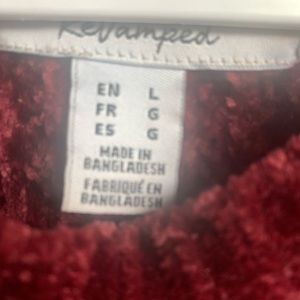 Revamped
EN L
FR G
ES G
MADE IN
BANGLADESH
FABRIQUÉ EN
BANGLADESH